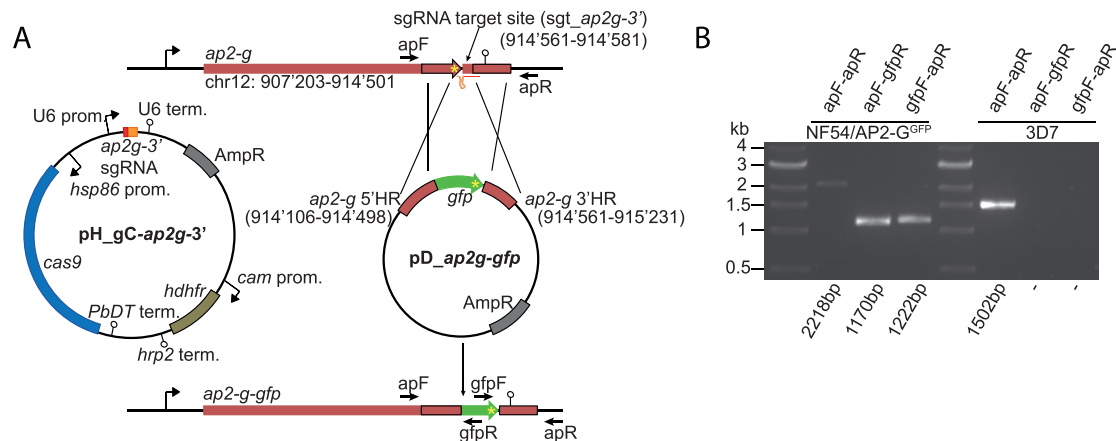 A
sgRNA target site (sgt_ap2g-3')
(914'561-914'581)
ap2-g
apF
chr12: 907'203-914'501
apR
U6 prom.
U6 term.
ap2g-3'
sgRNA
AmpR
hsp86 prom.
pH_gC-ap2g-3'
cas9
cam prom.
hdhfr
PbDT term.
hrp2 term.
ap2-g 5'HR
(914'106-914'498)
gfp
ap2-g 3'HR
(914'561-915'231)
pD_ap2g-gfp
AmpR
ap2-g-gfp
apF
gfpF
gfpR
apR
B
apF-apR
apF-gfpR
gfpF-apR
apF-apR
apF-gfpR
gfpF-apR
kb
NF54/AP2-GGFP
3D7
4
3
2
1.5
1
0.5
2218bp
1170bp
1222bp
1502bp
-
-